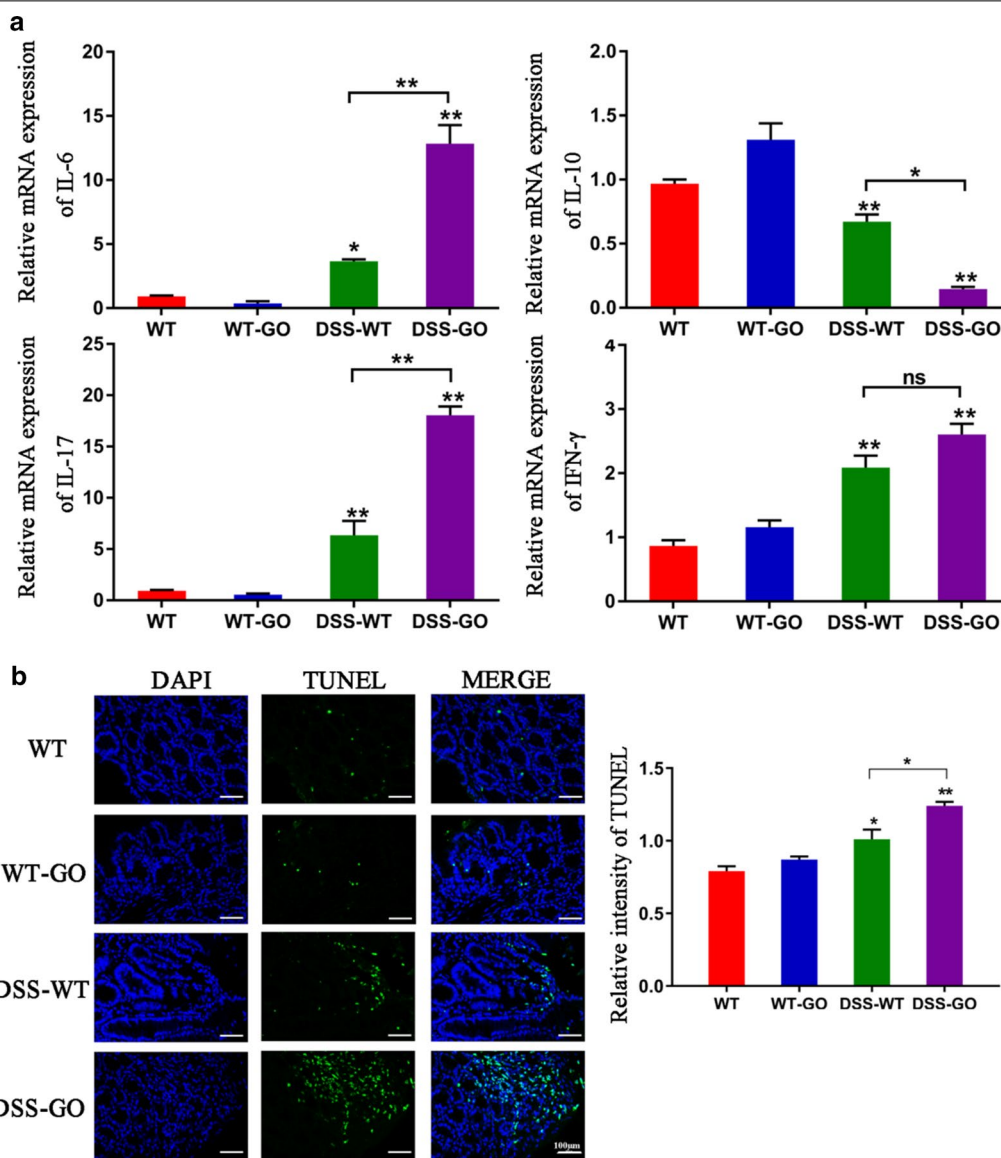 a
Relative mRNA expression
of IL-6
20
15
10
5
0
**
*
**
WT
WT-GO
DSS-WT
DSS-GO
Relative mRNA expression
of IL-10
2.0
1.5
1.0
0.5
0.0
*
**
**
WT
WT-GO
DSS-WT
DSS-GO
Relative mRNA expression
of IL-17
25
20
15
10
5
0
**
**
**
WT
WT-GO
DSS-WT
DSS-GO
Relative mRNA expression
of IFN-γ
4
3
2
1
0
ns
**
**
WT
WT-GO
DSS-WT
DSS-GO
b
DAPI
TUNEL
MERGE
WT
WT-GO
DSS-WT
DSS-GO
100μm
Relative intensity of TUNEL
1.5
1.0
0.5
0.0
*
*
**
WT
WT-GO
DSS-WT
DSS-GO